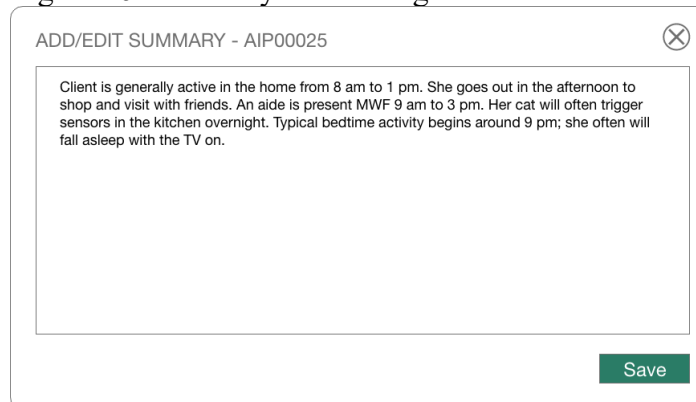 ADD/EDIT SUMMARY - AIP00025
Client is generally active in the home from 8 am to 1 pm. She goes out in the afternoon to
shop and visit with friends. An aide is present MWF 9 am to 3 pm. Her cat will often trigger
sensors in the kitchen overnight. Typical bedtime activity begins around 9 pm; she often will
fall asleep with the TV on.
Save